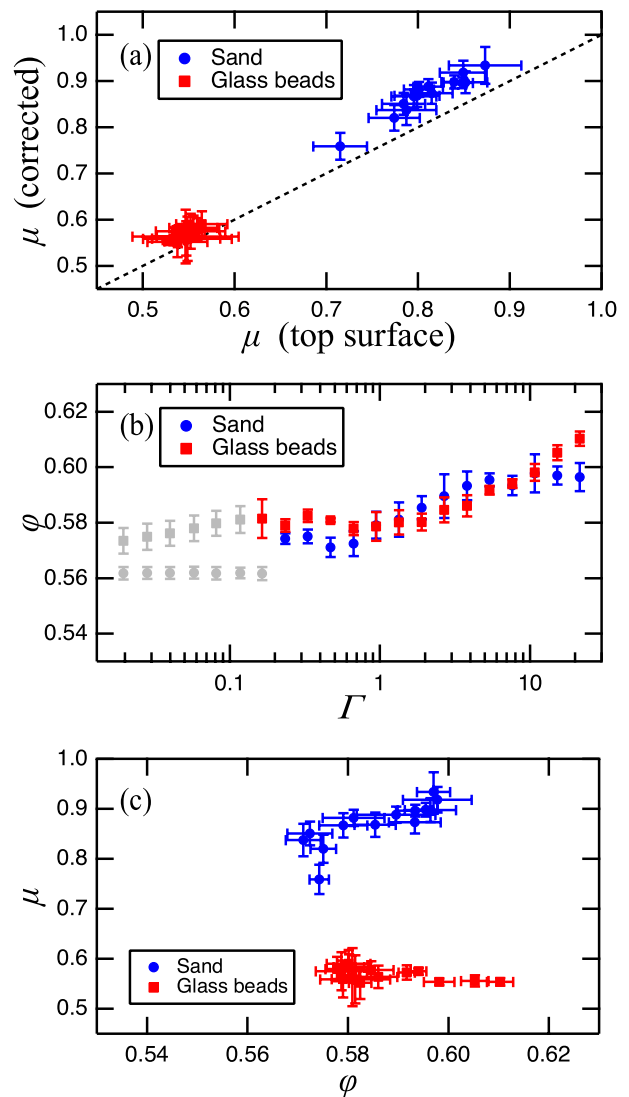 1.0
(a)
Sand
Glass beads
0.9
0.8
0.7
0.6
0.5
μ (corrected)
0.5 0.6 0.7 0.8 0.9 1.0
μ (top surface)
0.62
(b)
Sand
Glass beads
0.60
0.58
0.56
0.54
φ
0.1 1 10
Γ
1.0
(c)
0.9
0.8
0.7
0.6
0.5
μ
Sand
Glass beads
0.54 0.56 0.58 0.60 0.62
φ